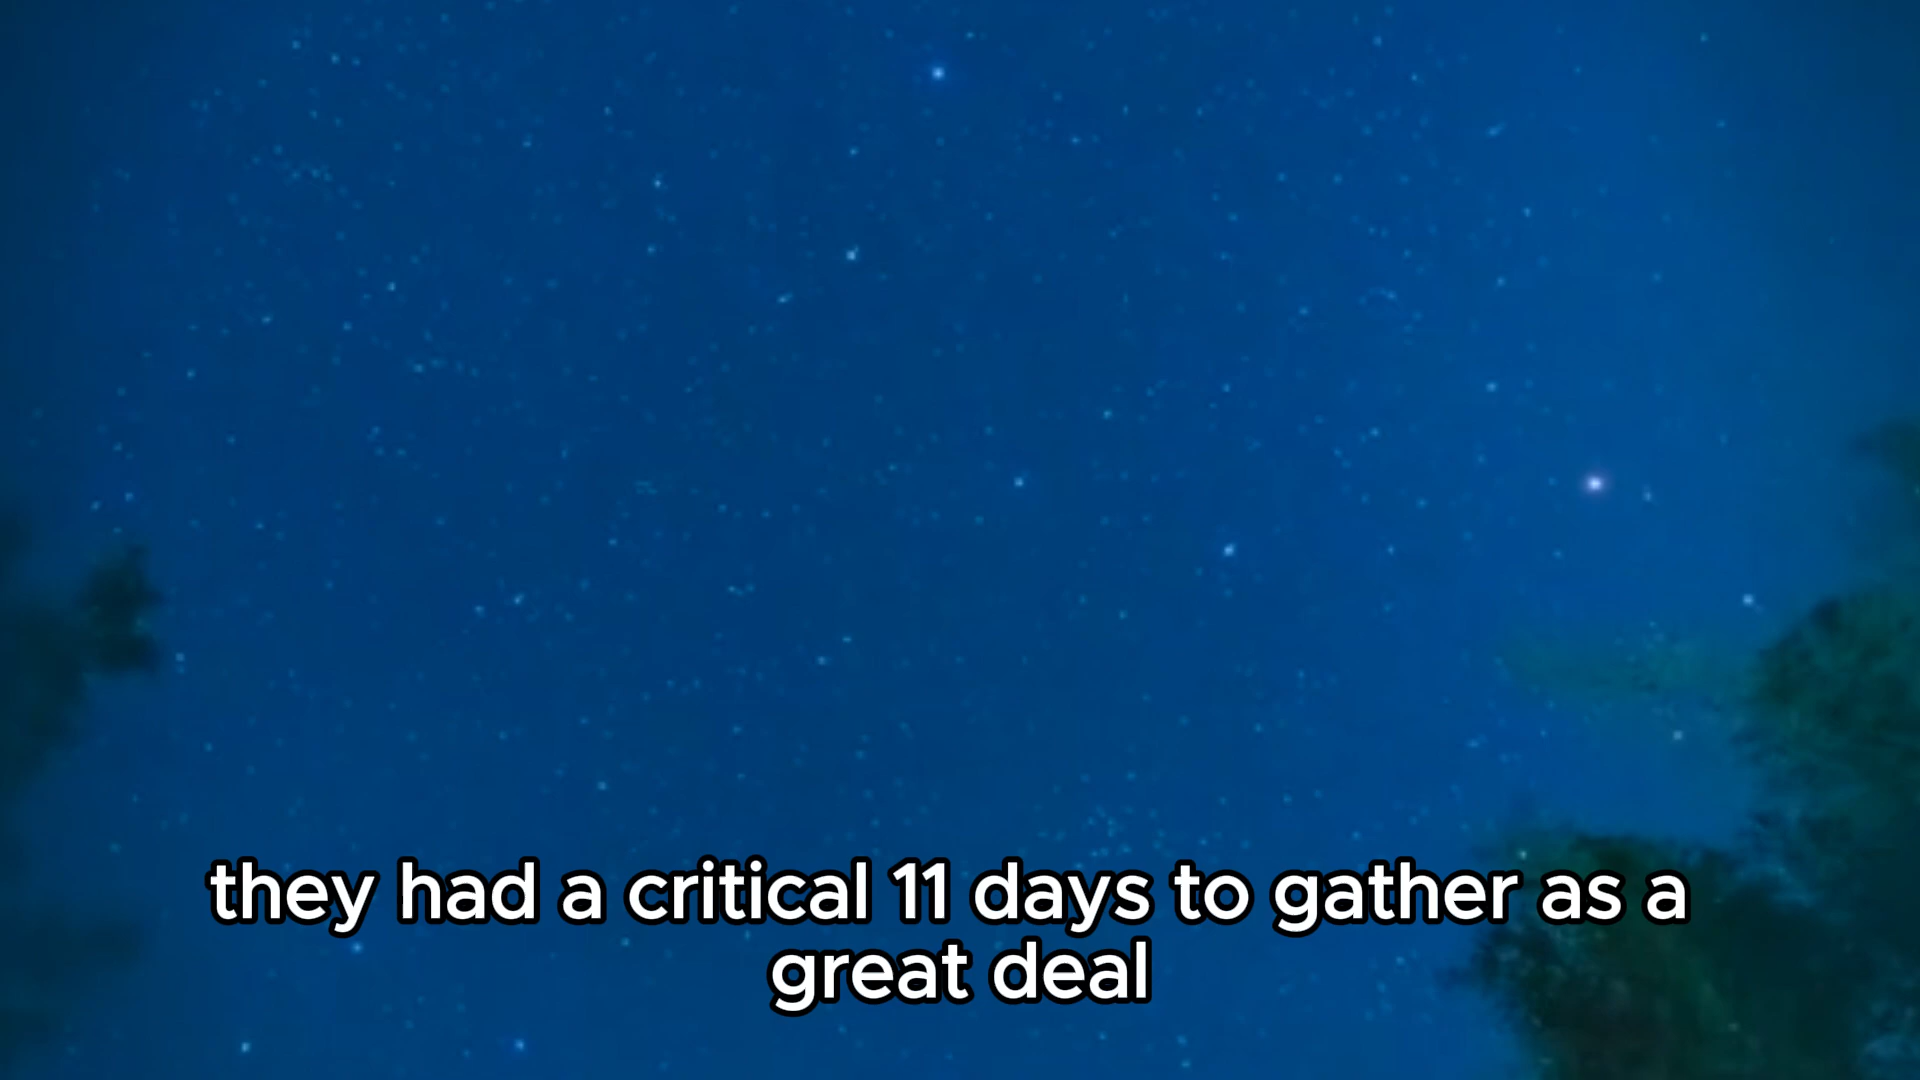 they had a critical 11 days to gather as a
great deal